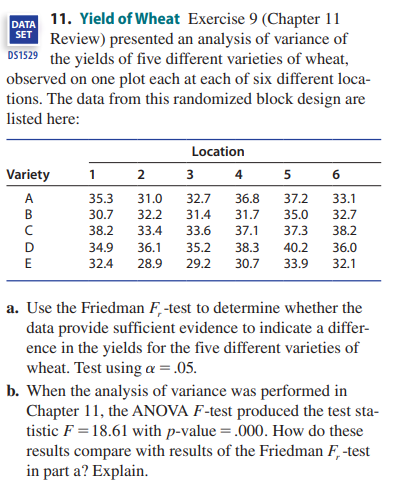 DATA SET
DS1529
11. Yield of Wheat Exercise 9 (Chapter 11
Review) presented an analysis of variance of
the yields of five different varieties of wheat,
observed on one plot each at each of six different loca-
tions. The data from this randomized block design are
listed here:
Location
Variety 1 2 3 4 5 6
A 35.3 31.0 32.7 36.8 37.2 33.1
B 30.7 32.2 31.4 31.7 35.0 32.7
C 38.2 33.4 33.6 37.1 37.3 38.2
D 34.9 36.1 35.2 38.3 40.2 36.0
E 32.4 28.9 29.2 30.7 33.9 32.1
a. Use the Friedman F_r-test to determine whether the
data provide sufficient evidence to indicate a differ-
ence in the yields for the five different varieties of
wheat. Test using α = .05.
b. When the analysis of variance was performed in
Chapter 11, the ANOVA F-test produced the test sta-
tistic F = 18.61 with p-value = .000. How do these
results compare with results of the Friedman F_r-test
in part a? Explain.